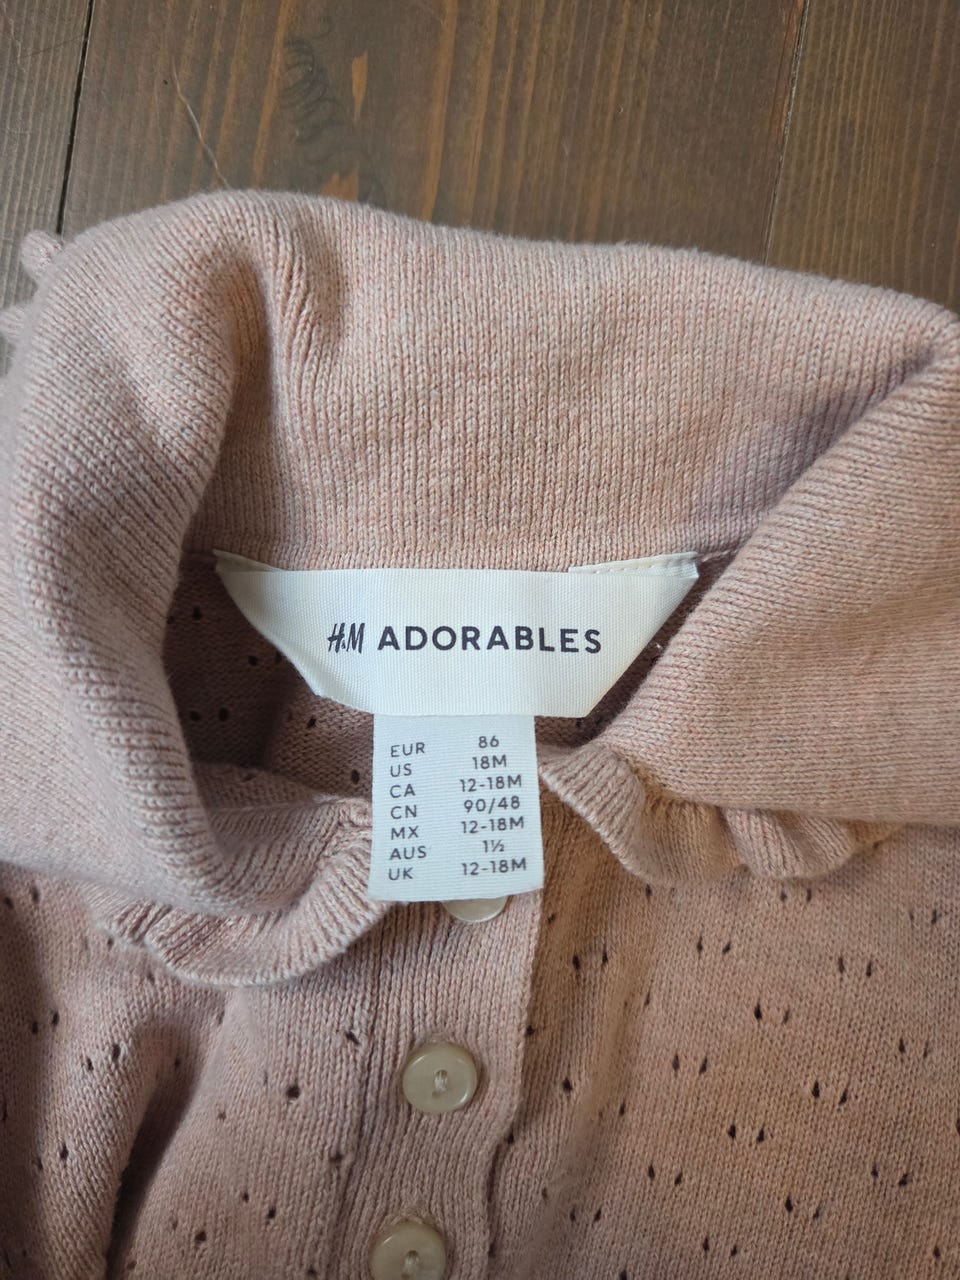 H&M ADORABLES
EUR 86
US 18M
CA 12-18M
CN 90/48
MX 12-18M
AUS 1½
UK 12-18M